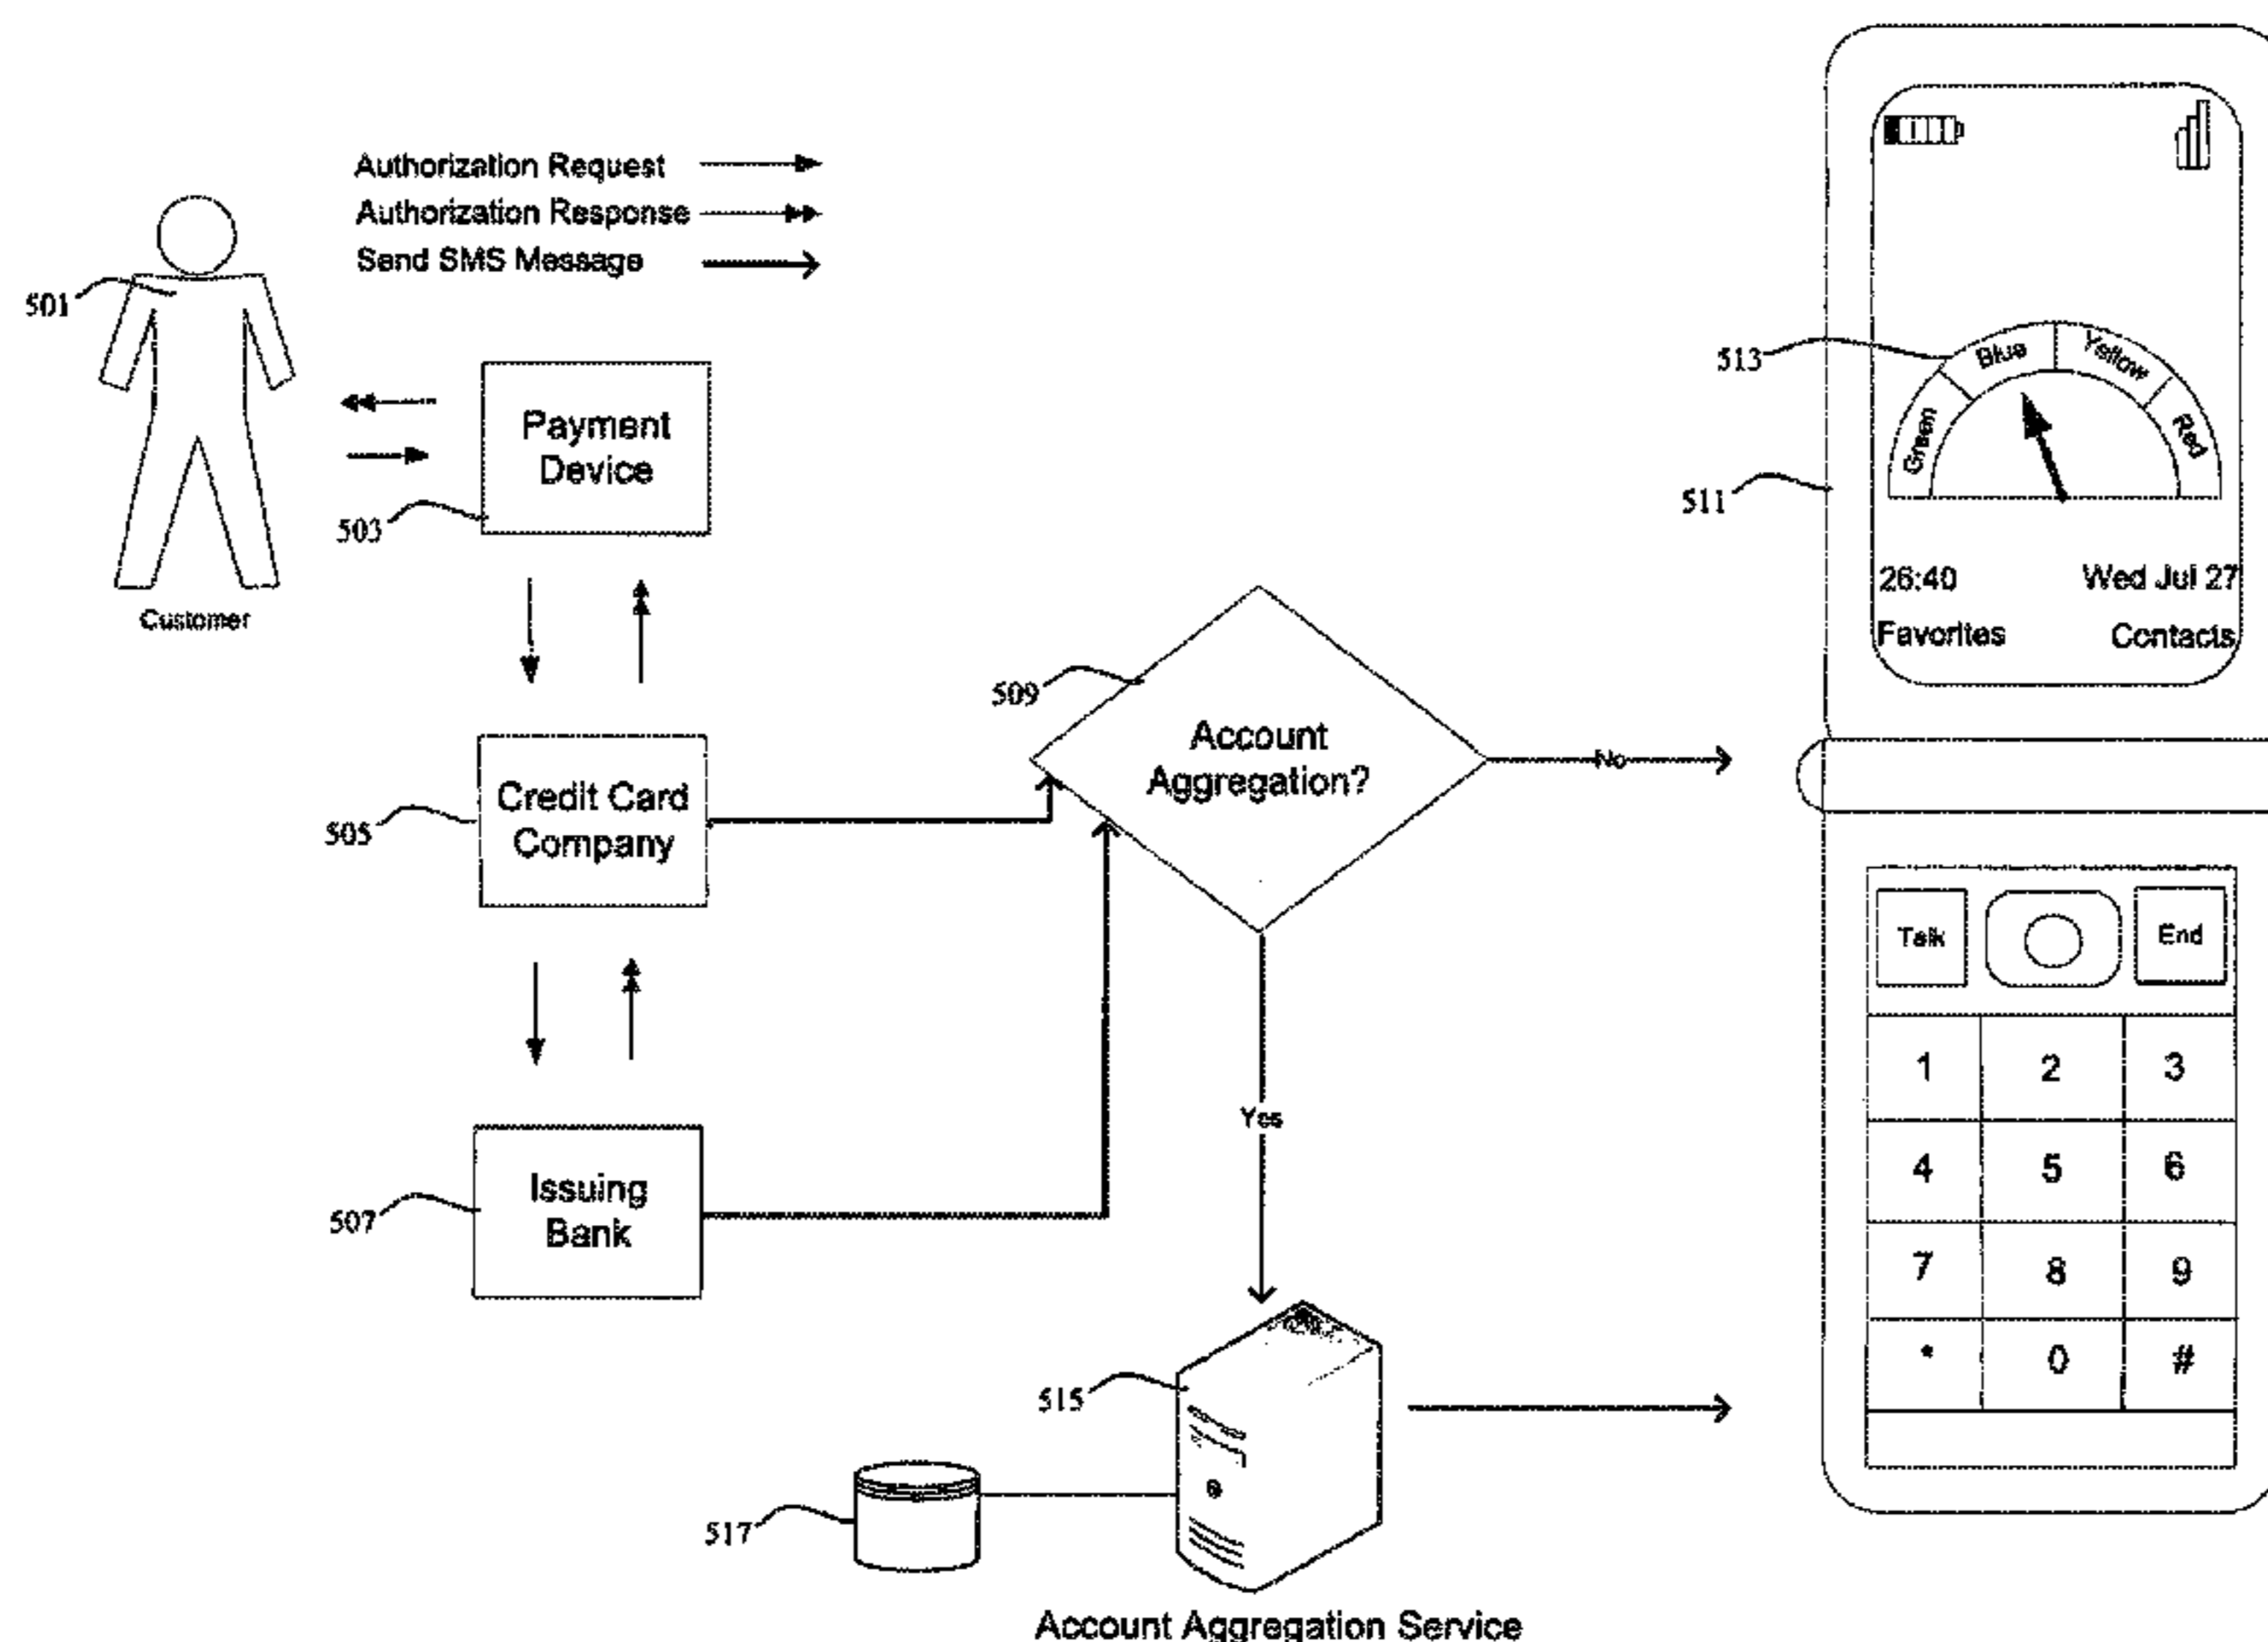 Authorization Request
Authorization Response
Send SMS Message
501
Customer
Payment
Device
503
Credit Card
Company
505
Issuing
Bank
507
509
Account
Aggregation?
No
Yes
515
517
Account Aggregation Service
511
513
Green
Blue
Yellow
Red
26:40
Wed Jul 27
Favorites
Contacts
Talk
End
1 2 3
4 5 6
7 8 9
* 0 #